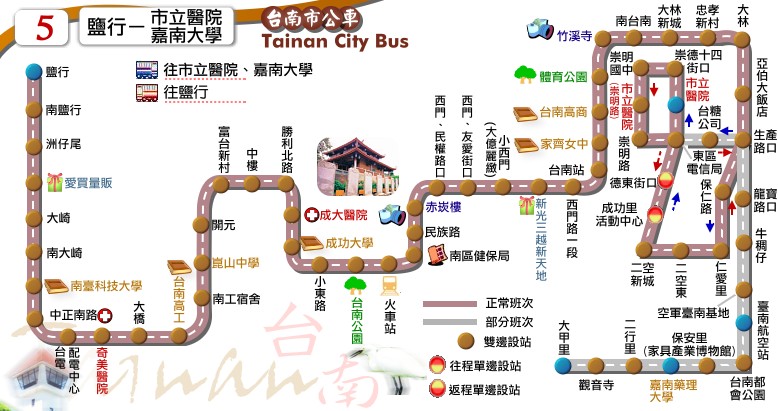 5
鹽行－市立醫院
嘉南大學
台南市公車
Tainan City Bus
往市立醫院、嘉南大學
往鹽行
鹽行
南鹽行
洲仔尾
愛買量販
大崎
南大崎
南臺科技大學
中正南路
台電
配電中心
奇美醫院
大橋
台南高工
南工宿舍
崑山中學
開元
富台新村
中樓
勝利北路
成大醫院
成功大學
小東路
台南公園
火車站
南區健保局
民族路
赤崁樓
西門、民權路口
西門、友愛街口
小西門
(大億麗緻)
新光三越新天地
西門路一段
台南站
家齊女中
台南高商
體育公園
竹溪寺
南台南
大林新城
忠孝新村
大林
亞伯大飯店
生產路口
崇明國中
崇德十四街口
市立醫院
(崇明路)
市立醫院
崇明路
台糖公司
東區電信局
德東街口
成功里活動中心
二空新城
二空東
仁愛里
保仁路
龍寶路口
牛稠仔
空軍臺南基地
臺南航空站
台南都會公園
保安里
(家具產業博物館)
嘉南藥理大學
二行里
觀音寺
大甲里
正常班次
部分班次
雙邊設站
往程單邊設站
返程單邊設站
Tainan
台南